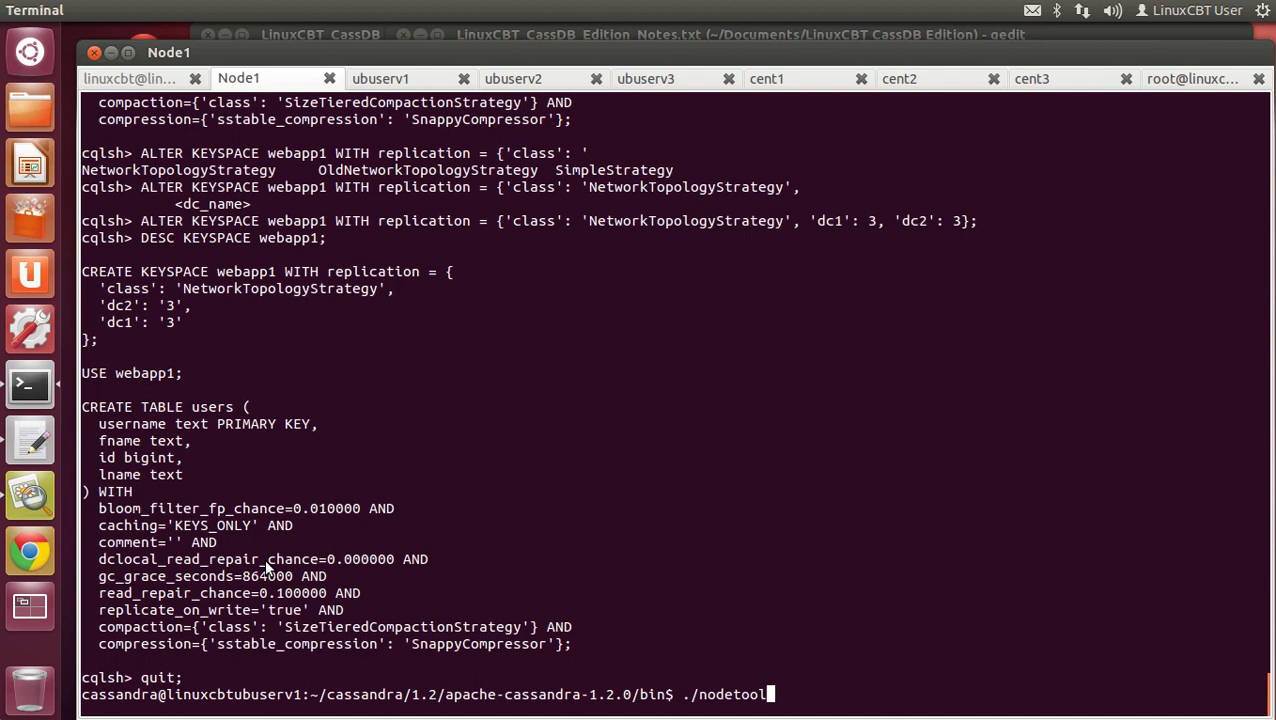 Terminal
LinuxCBT User
LinuxCBT_CassDB
LinuxCBT_CassDB_Edition_Notes.txt (~/Documents/LinuxCBT CassDB Edition) - gedit
Node1
linuxcbt@lin...
Node1
ubuserv1
ubuserv2
ubuserv3
cent1
cent2
cent3
root@linuxc...
compaction={'class': 'SizeTieredCompactionStrategy'} AND
compression={'sstable_compression': 'SnappyCompressor'};
cqlsh> ALTER KEYSPACE webapp1 WITH replication = {'class': '
NetworkTopologyStrategy OldNetworkTopologyStrategy SimpleStrategy
cqlsh> ALTER KEYSPACE webapp1 WITH replication = {'class': 'NetworkTopologyStrategy',
<dc_name>
cqlsh> ALTER KEYSPACE webapp1 WITH replication = {'class': 'NetworkTopologyStrategy', 'dc1': 3, 'dc2': 3};
cqlsh> DESC KEYSPACE webapp1;
CREATE KEYSPACE webapp1 WITH replication = {
'class': 'NetworkTopologyStrategy',
'dc2': '3',
'dc1': '3'
};
USE webapp1;
CREATE TABLE users (
username text PRIMARY KEY,
fname text,
id bigint,
lname text
) WITH
bloom_filter_fp_chance=0.010000 AND
caching='KEYS_ONLY' AND
comment='' AND
dclocal_read_repair_chance=0.000000 AND
gc_grace_seconds=864000 AND
read_repair_chance=0.100000 AND
replicate_on_write='true' AND
compaction={'class': 'SizeTieredCompactionStrategy'} AND
compression={'sstable_compression': 'SnappyCompressor'};
cqlsh> quit;
cassandra@linuxcbtubuserv1:~/cassandra/1.2/apache-cassandra-1.2.0/bin$ ./nodetool